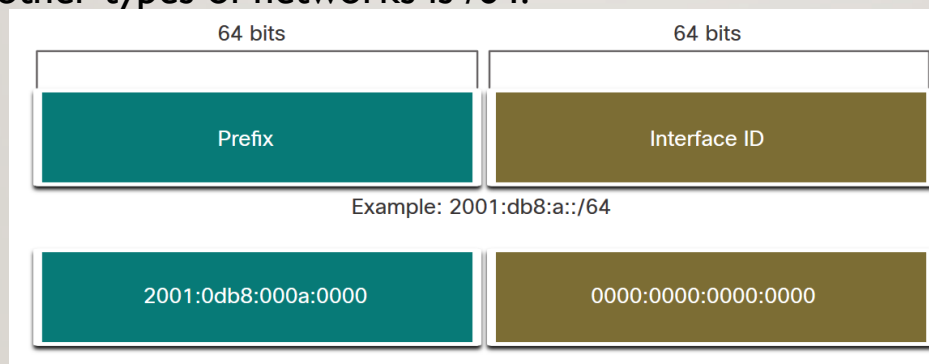 other types of networks is /64.
64 bits 64 bits
Prefix Interface ID
Example: 2001:db8:a::/64
2001:0db8:000a:0000 0000:0000:0000:0000